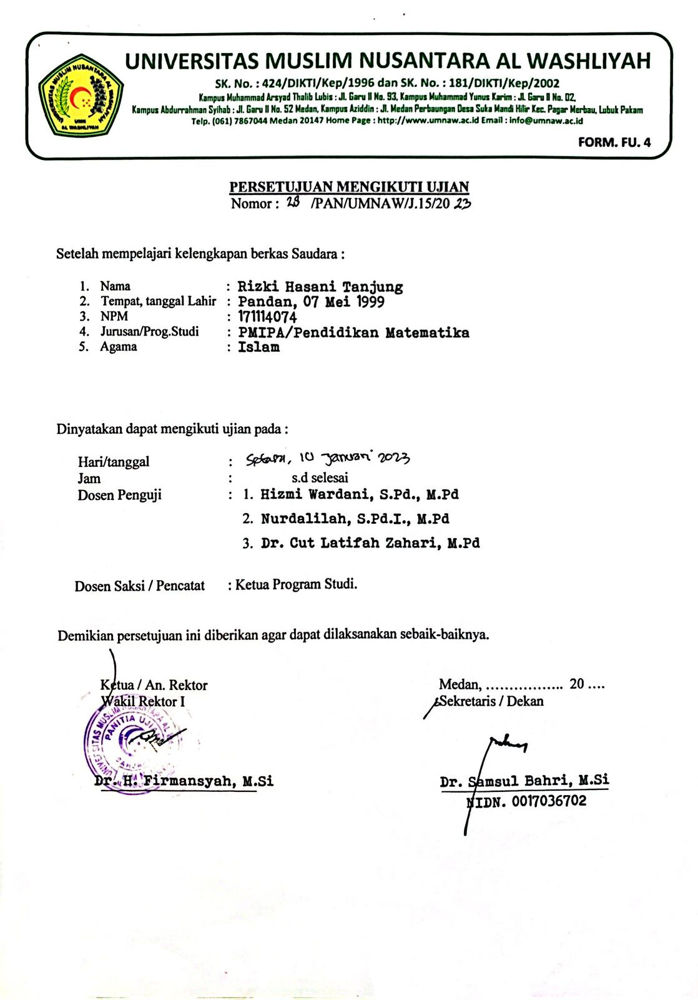 UNIVERSITAS MUSLIM NUSANTARA AL WASHLIYAH
SK. No. : 424/DIKTI/Kep/1996 dan SK. No. : 181/DIKTI/Kep/2002
Kampus Muhammad Arsyad Thalib Lubis : Jl. Garu II No. 93, Kampus Muhammad Yunus Karim : Jl. Garu II No. 02,
Kampus Abdurrahman Syihab : Jl. Garu II No. 52 Medan, Kampus Aziddin : Jl. Medan Perbaungan Desa Suka Mandi Hilir Kec. Pagar Merbau, Lubuk Pakam
Telp. (061) 7867044 Medan 20147 Home Page : http://www.umnaw.ac.id Email : info@umnaw.ac.id
UNIVERSITAS MUSLIM NUSANTARA AL WASHLIYAH
UMN
AL WASHLIYAH
FORM. FU. 4
PERSETUJUAN MENGIKUTI UJIAN
Nomor : 28 /PAN/UMNAW/J.15/20 23
Setelah mempelajari kelengkapan berkas Saudara :
1. Nama : Rizki Hasani Tanjung
2. Tempat, tanggal Lahir : Pandan, 07 Mei 1999
3. NPM : 171114074
4. Jurusan/Prog.Studi : PMIPA/Pendidikan Matematika
5. Agama : Islam
Dinyatakan dapat mengikuti ujian pada :
Hari/tanggal : Selasa, 10 Januari 2023
Jam : s.d selesai
Dosen Penguji : 1. Hizmi Wardani, S.Pd., M.Pd
2. Nurdalilah, S.Pd.I., M.Pd
3. Dr. Cut Latifah Zahari, M.Pd
Dosen Saksi / Pencatat : Ketua Program Studi.
Demikian persetujuan ini diberikan agar dapat dilaksanakan sebaik-baiknya.
Ketua / An. Rektor
Wakil Rektor I
PANITIA UJIAN
Dr. H. Firmansyah, M.Si
Medan, ................. 20 ....
Sekretaris / Dekan
Dr. Samsul Bahri, M.Si
NIDN. 0017036702